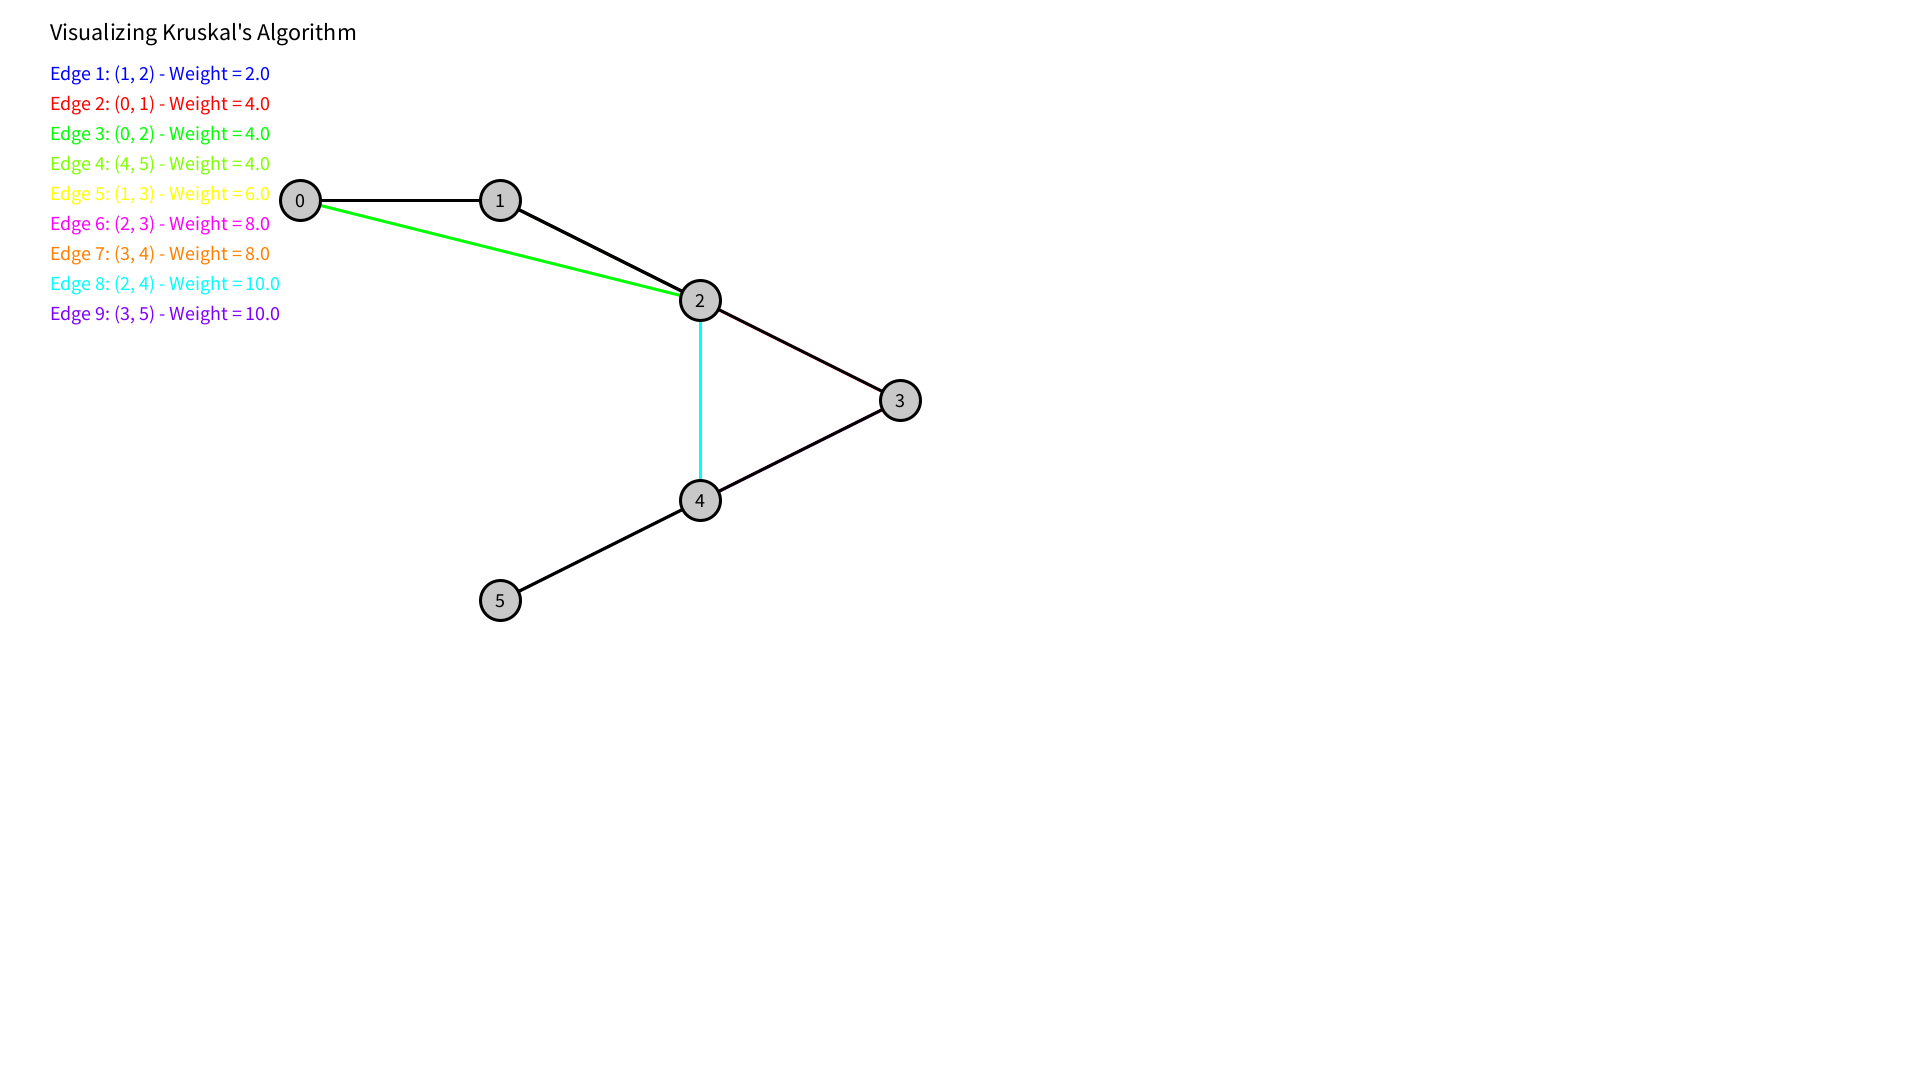 Visualizing Kruskal's Algorithm
Edge 1: (1, 2) - Weight = 2.0
Edge 2: (0, 1) - Weight = 4.0
Edge 3: (0, 2) - Weight = 4.0
Edge 4: (4, 5) - Weight = 4.0
Edge 5: (1, 3) - Weight = 6.0
Edge 6: (2, 3) - Weight = 8.0
Edge 7: (3, 4) - Weight = 8.0
Edge 8: (2, 4) - Weight = 10.0
Edge 9: (3, 5) - Weight = 10.0
0
1
2
3
4
5